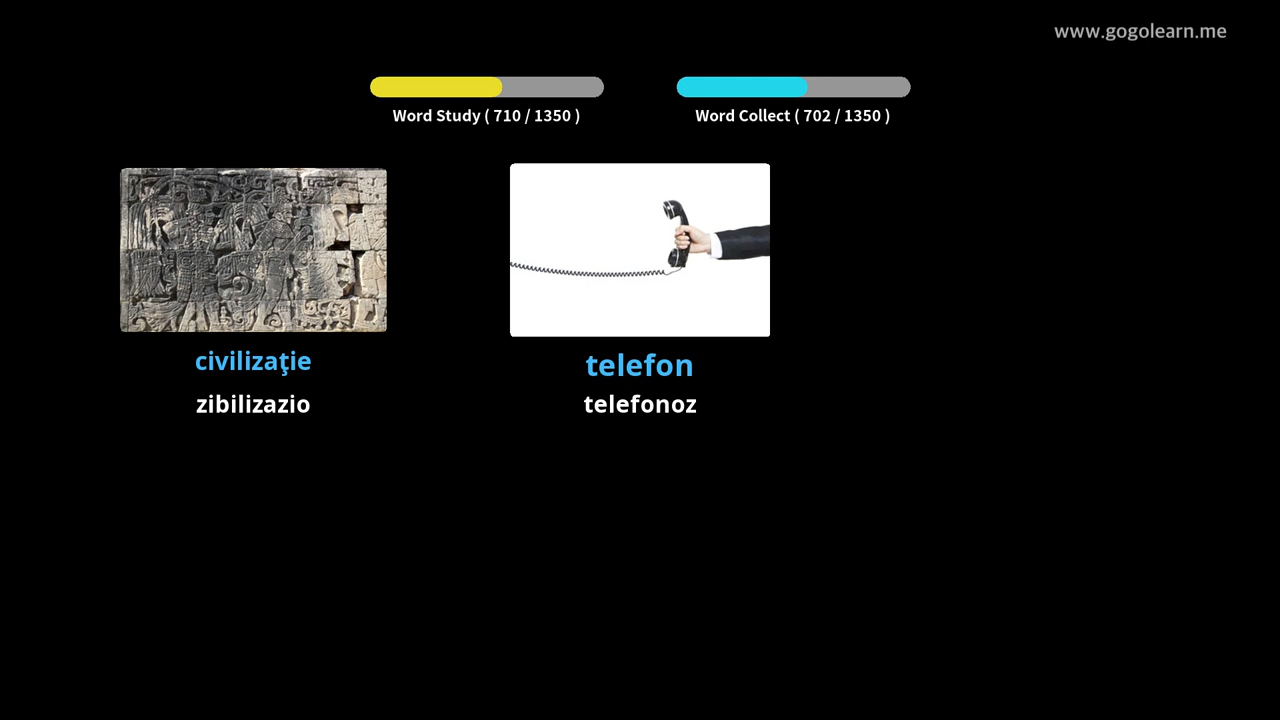 www.gogolearn.me
Word Study ( 710 / 1350 )
Word Collect ( 702 / 1350 )
civilizaţie
telefon
zibilizazio
telefonoz